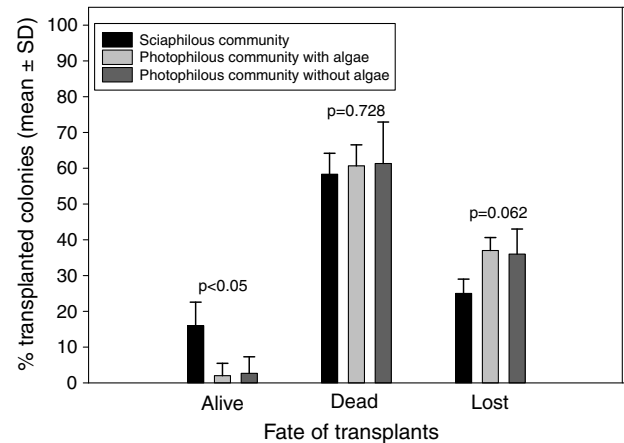 % transplanted colonies (mean ± SD)
100
90
80
70
60
50
40
30
20
10
0
Sciaphilous community
Photophilous community with algae
Photophilous community without algae
p=0.728
p=0.062
p<0.05
Alive
Dead
Lost
Fate of transplants